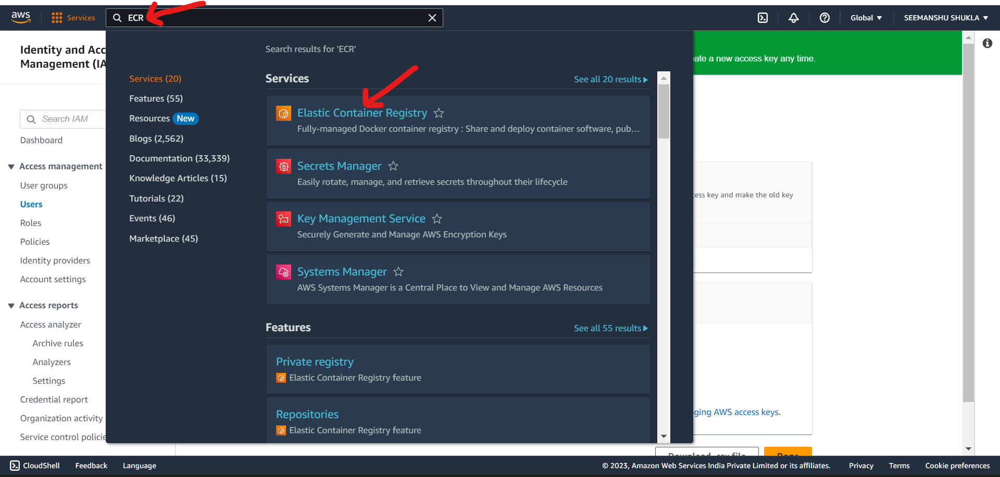 aws
Services
ECR
Global ▼
SEEMANSHU SHUKLA ▼
Identity and Acc
Management (IA
Search IAM
Dashboard
Access management
User groups
Users
Roles
Policies
Identity providers
Account settings
Access reports
Access analyzer
Archive rules
Analyzers
Settings
Credential report
Organization activity
Service control policie
Search results for 'ECR'
Services (20)
Features (55)
Resources New
Blogs (2,562)
Documentation (33,339)
Knowledge Articles (15)
Tutorials (22)
Events (46)
Marketplace (45)
Services
See all 20 results
Elastic Container Registry
Fully-managed Docker container registry : Share and deploy container software, pub…
Secrets Manager
Easily rotate, manage, and retrieve secrets throughout their lifecycle
Key Management Service
Securely Generate and Manage AWS Encryption Keys
Systems Manager
AWS Systems Manager is a Central Place to View and Manage AWS Resources
Features
See all 55 results
Private registry
Elastic Container Registry feature
Repositories
Elastic Container Registry feature
eate a new access key any time.
cess key and make the old key
ging AWS access keys.
Download .csv file
Done
CloudShell
Feedback
Language
© 2023, Amazon Web Services India Private Limited or its affiliates.
Privacy
Terms
Cookie preferences